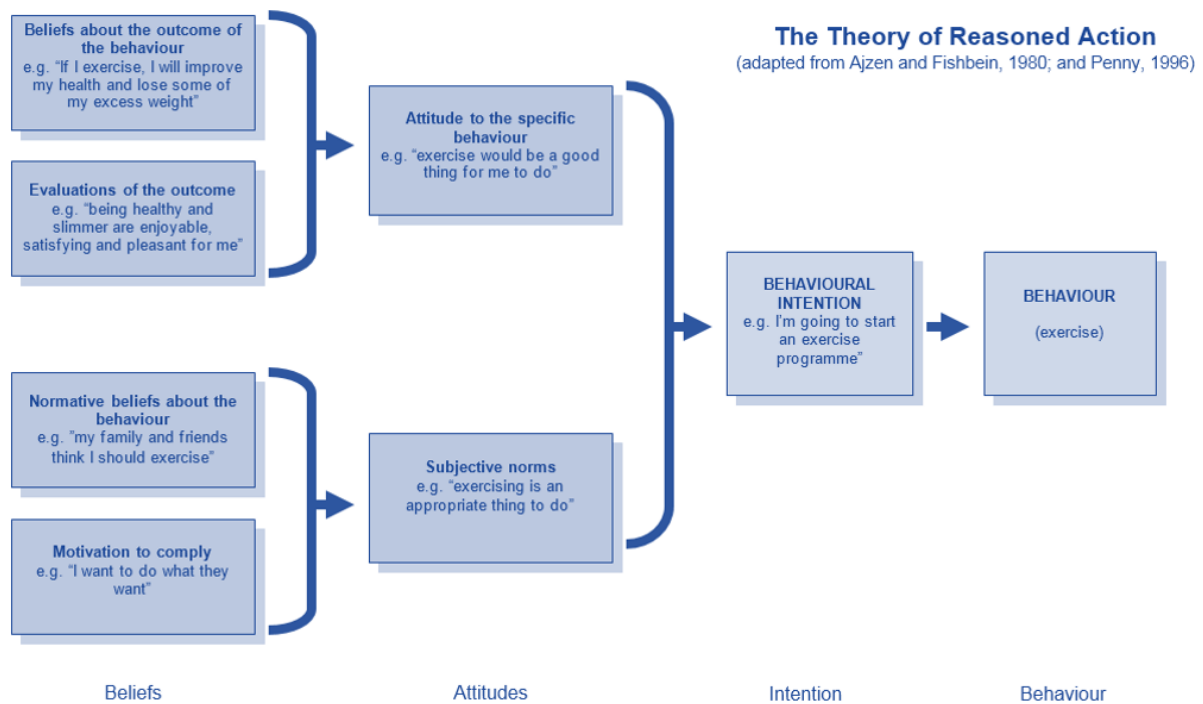 The Theory of Reasoned Action
(adapted from Ajzen and Fishbein, 1980; and Penny, 1996)
Beliefs about the outcome of
the behaviour
e.g. “If I exercise, I will improve
my health and lose some of
my excess weight”
Evaluations of the outcome
e.g. “being healthy and
slimmer are enjoyable,
satisfying and pleasant for me”
Normative beliefs about the
behaviour
e.g. ”my family and friends
think I should exercise”
Motivation to comply
e.g. “I want to do what they
want”
Attitude to the specific
behaviour
e.g. “exercise would be a good
thing for me to do”
Subjective norms
e.g. “exercising is an
appropriate thing to do”
BEHAVIOURAL
INTENTION
e.g. I’m going to start
an exercise
programme”
BEHAVIOUR
(exercise)
Beliefs
Attitudes
Intention
Behaviour